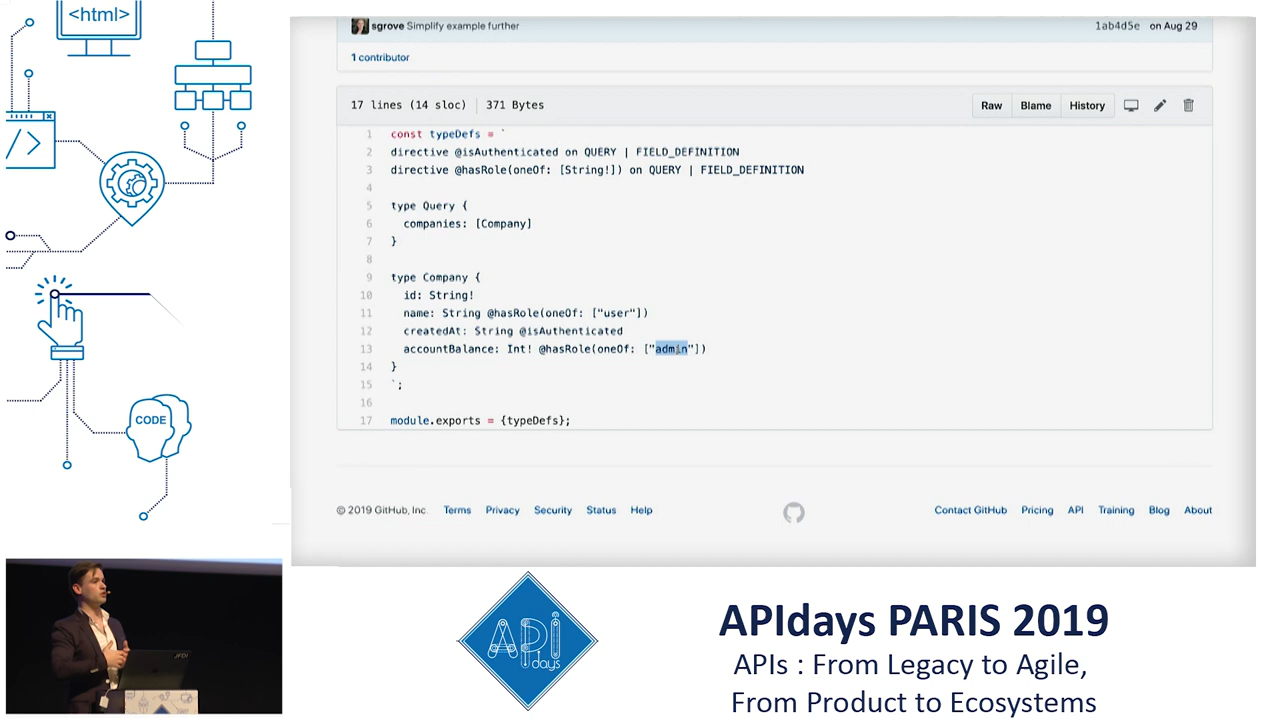 <html>
</>
CODE
sgrove Simplify example further
1ab4d5e on Aug 29
1 contributor
17 lines (14 sloc) | 371 Bytes
Raw Blame History
1 const typeDefs = `
2 directive @isAuthenticated on QUERY | FIELD_DEFINITION
3 directive @hasRole(oneOf: [String!]) on QUERY | FIELD_DEFINITION
4
5 type Query {
6 companies: [Company]
7 }
8
9 type Company {
10 id: String!
11 name: String @hasRole(oneOf: ["user"])
12 createdAt: String @isAuthenticated
13 accountBalance: Int! @hasRole(oneOf: ["admin"])
14 }
15 `;
16
17 module.exports = {typeDefs};
© 2019 GitHub, Inc. Terms Privacy Security Status Help
Contact GitHub Pricing API Training Blog About
JFDI
API
days
APIdays PARIS 2019
APIs : From Legacy to Agile,
From Product to Ecosystems